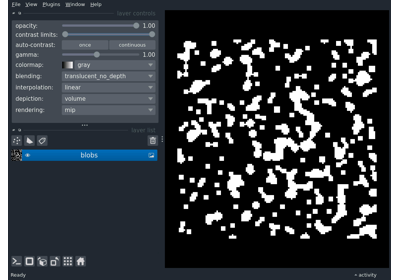 File View Plugins Window Help
layer controls
opacity: 1.00
contrast limits:
auto-contrast: once continuous
gamma: 1.00
colormap: gray
blending: translucent_no_depth
interpolation: linear
depiction: volume
rendering: mip
layer list
blobs
Ready activity